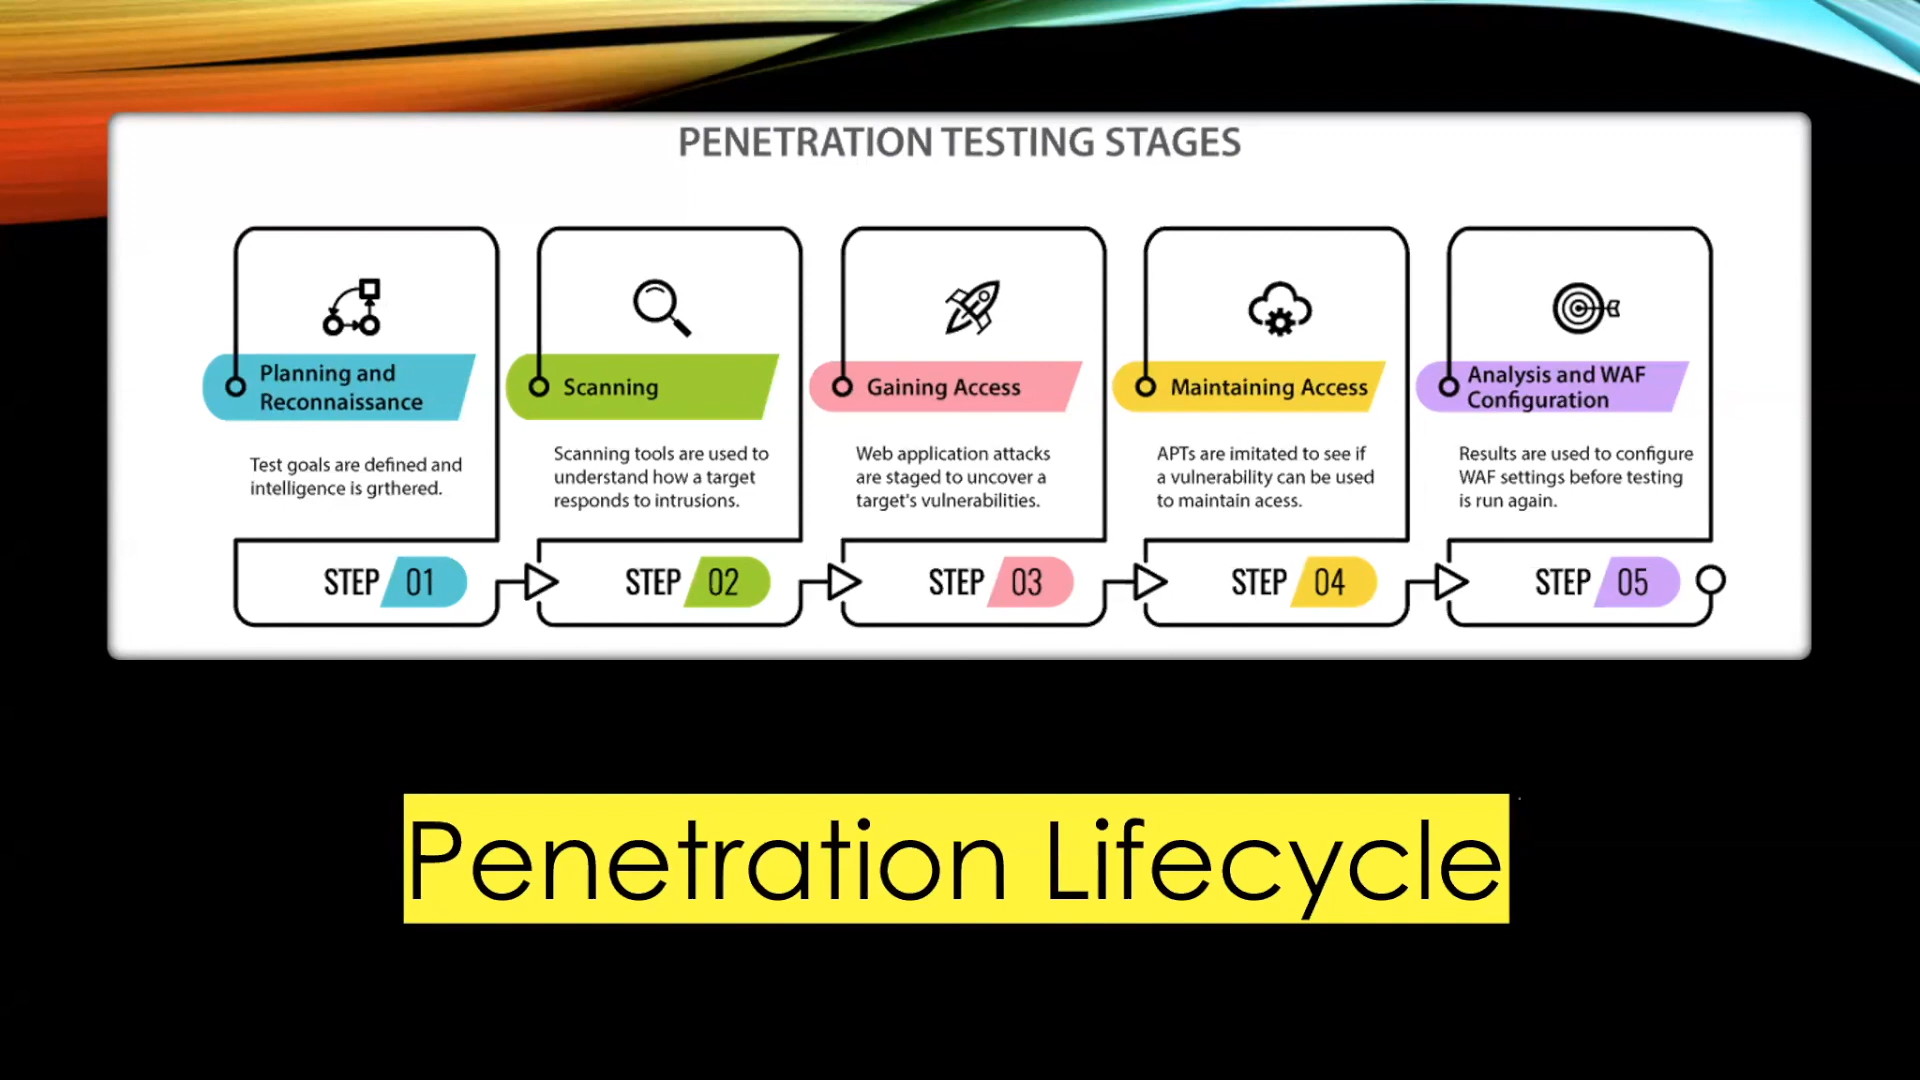 PENETRATION TESTING STAGES
Planning and
Reconnaissance
Test goals are defined and
intelligence is grthered.
STEP 01
Scanning
Scanning tools are used to
understand how a target
responds to intrusions.
STEP 02
Gaining Access
Web application attacks
are staged to uncover a
target's vulnerabilities.
STEP 03
Maintaining Access
APTs are imitated to see if
a vulnerability can be used
to maintain acess.
STEP 04
Analysis and WAF
Configuration
Results are used to configure
WAF settings before testing
is run again.
STEP 05
Penetration Lifecycle